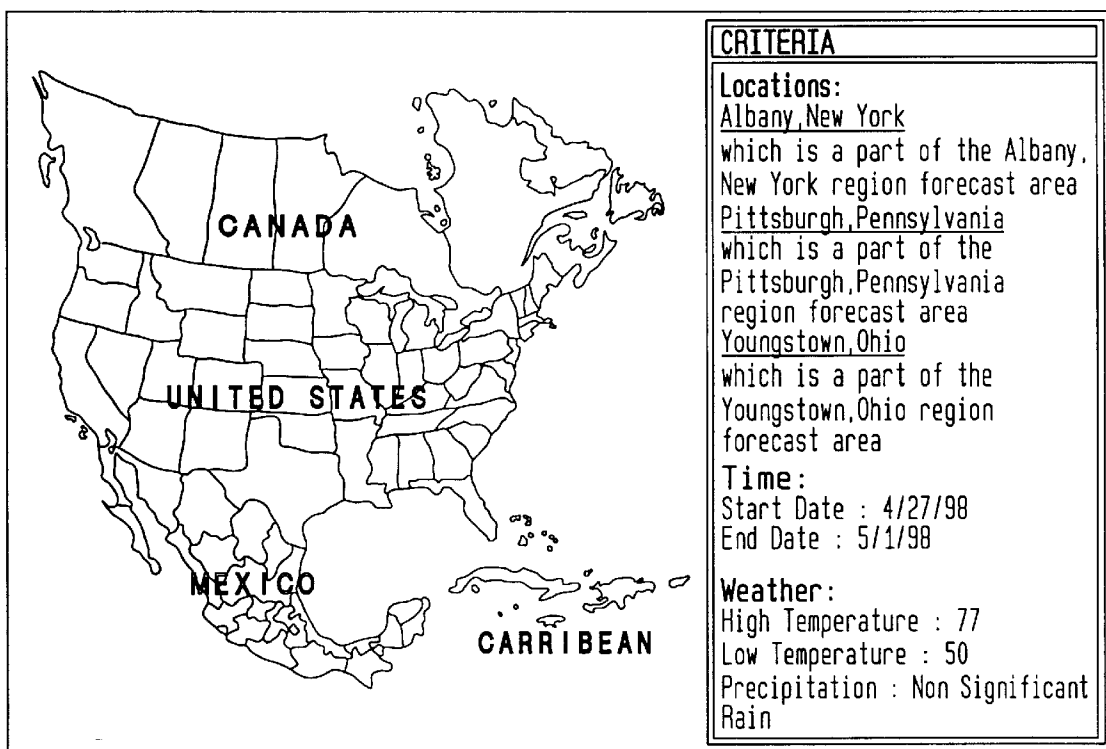 CANADA
UNITED STATES
MEXICO
CARRIBEAN
CRITERIA
Locations:
Albany,New York
which is a part of the Albany,
New York region forecast area
Pittsburgh,Pennsylvania
which is a part of the
Pittsburgh,Pennsylvania
region forecast area
Youngstown,Ohio
which is a part of the
Youngstown,Ohio region
forecast area
Time:
Start Date : 4/27/98
End Date : 5/1/98
Weather:
High Temperature : 77
Low Temperature : 50
Precipitation : Non Significant
Rain